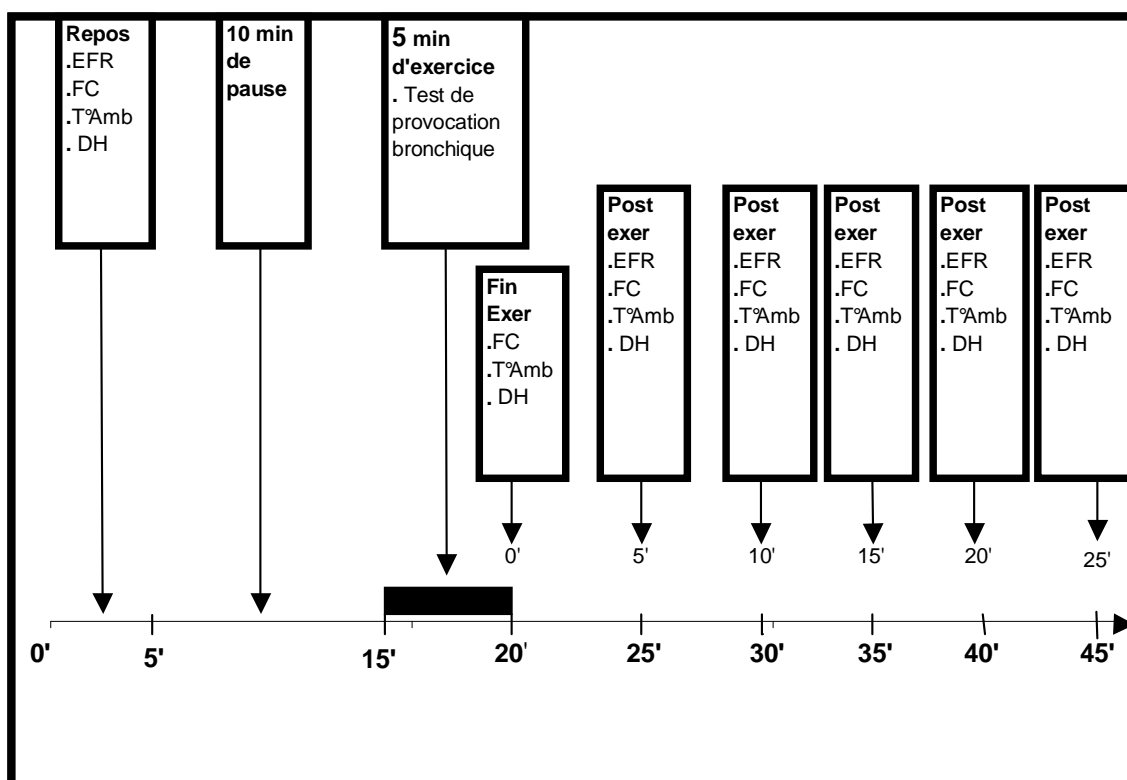 Repos
.EFR
.FC
.T°Amb
. DH
10 min
de
pause
5 min
d'exercice
. Test de
provocation
bronchique
Fin
Exer
.FC
.T°Amb
. DH
Post
exer
.EFR
.FC
.T°Amb
. DH
Post
exer
.EFR
.FC
.T°Amb
. DH
Post
exer
.EFR
.FC
.T°Amb
. DH
Post
exer
.EFR
.FC
.T°Amb
. DH
Post
exer
.EFR
.FC
.T°Amb
. DH
0' 5' 10' 15' 20' 25'
0' 5' 15' 20' 25' 30' 35' 40' 45'